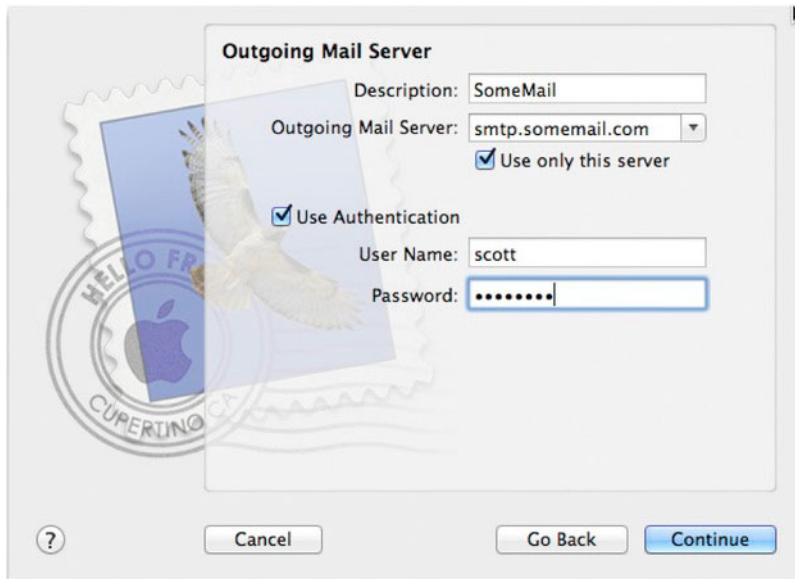 Outgoing Mail Server
Description: SomeMail
Outgoing Mail Server: smtp.somemail.com
Use only this server
Use Authentication
User Name: scott
Password: ••••••••
HELLO FR
CUPERTINO CA
?
Cancel
Go Back
Continue